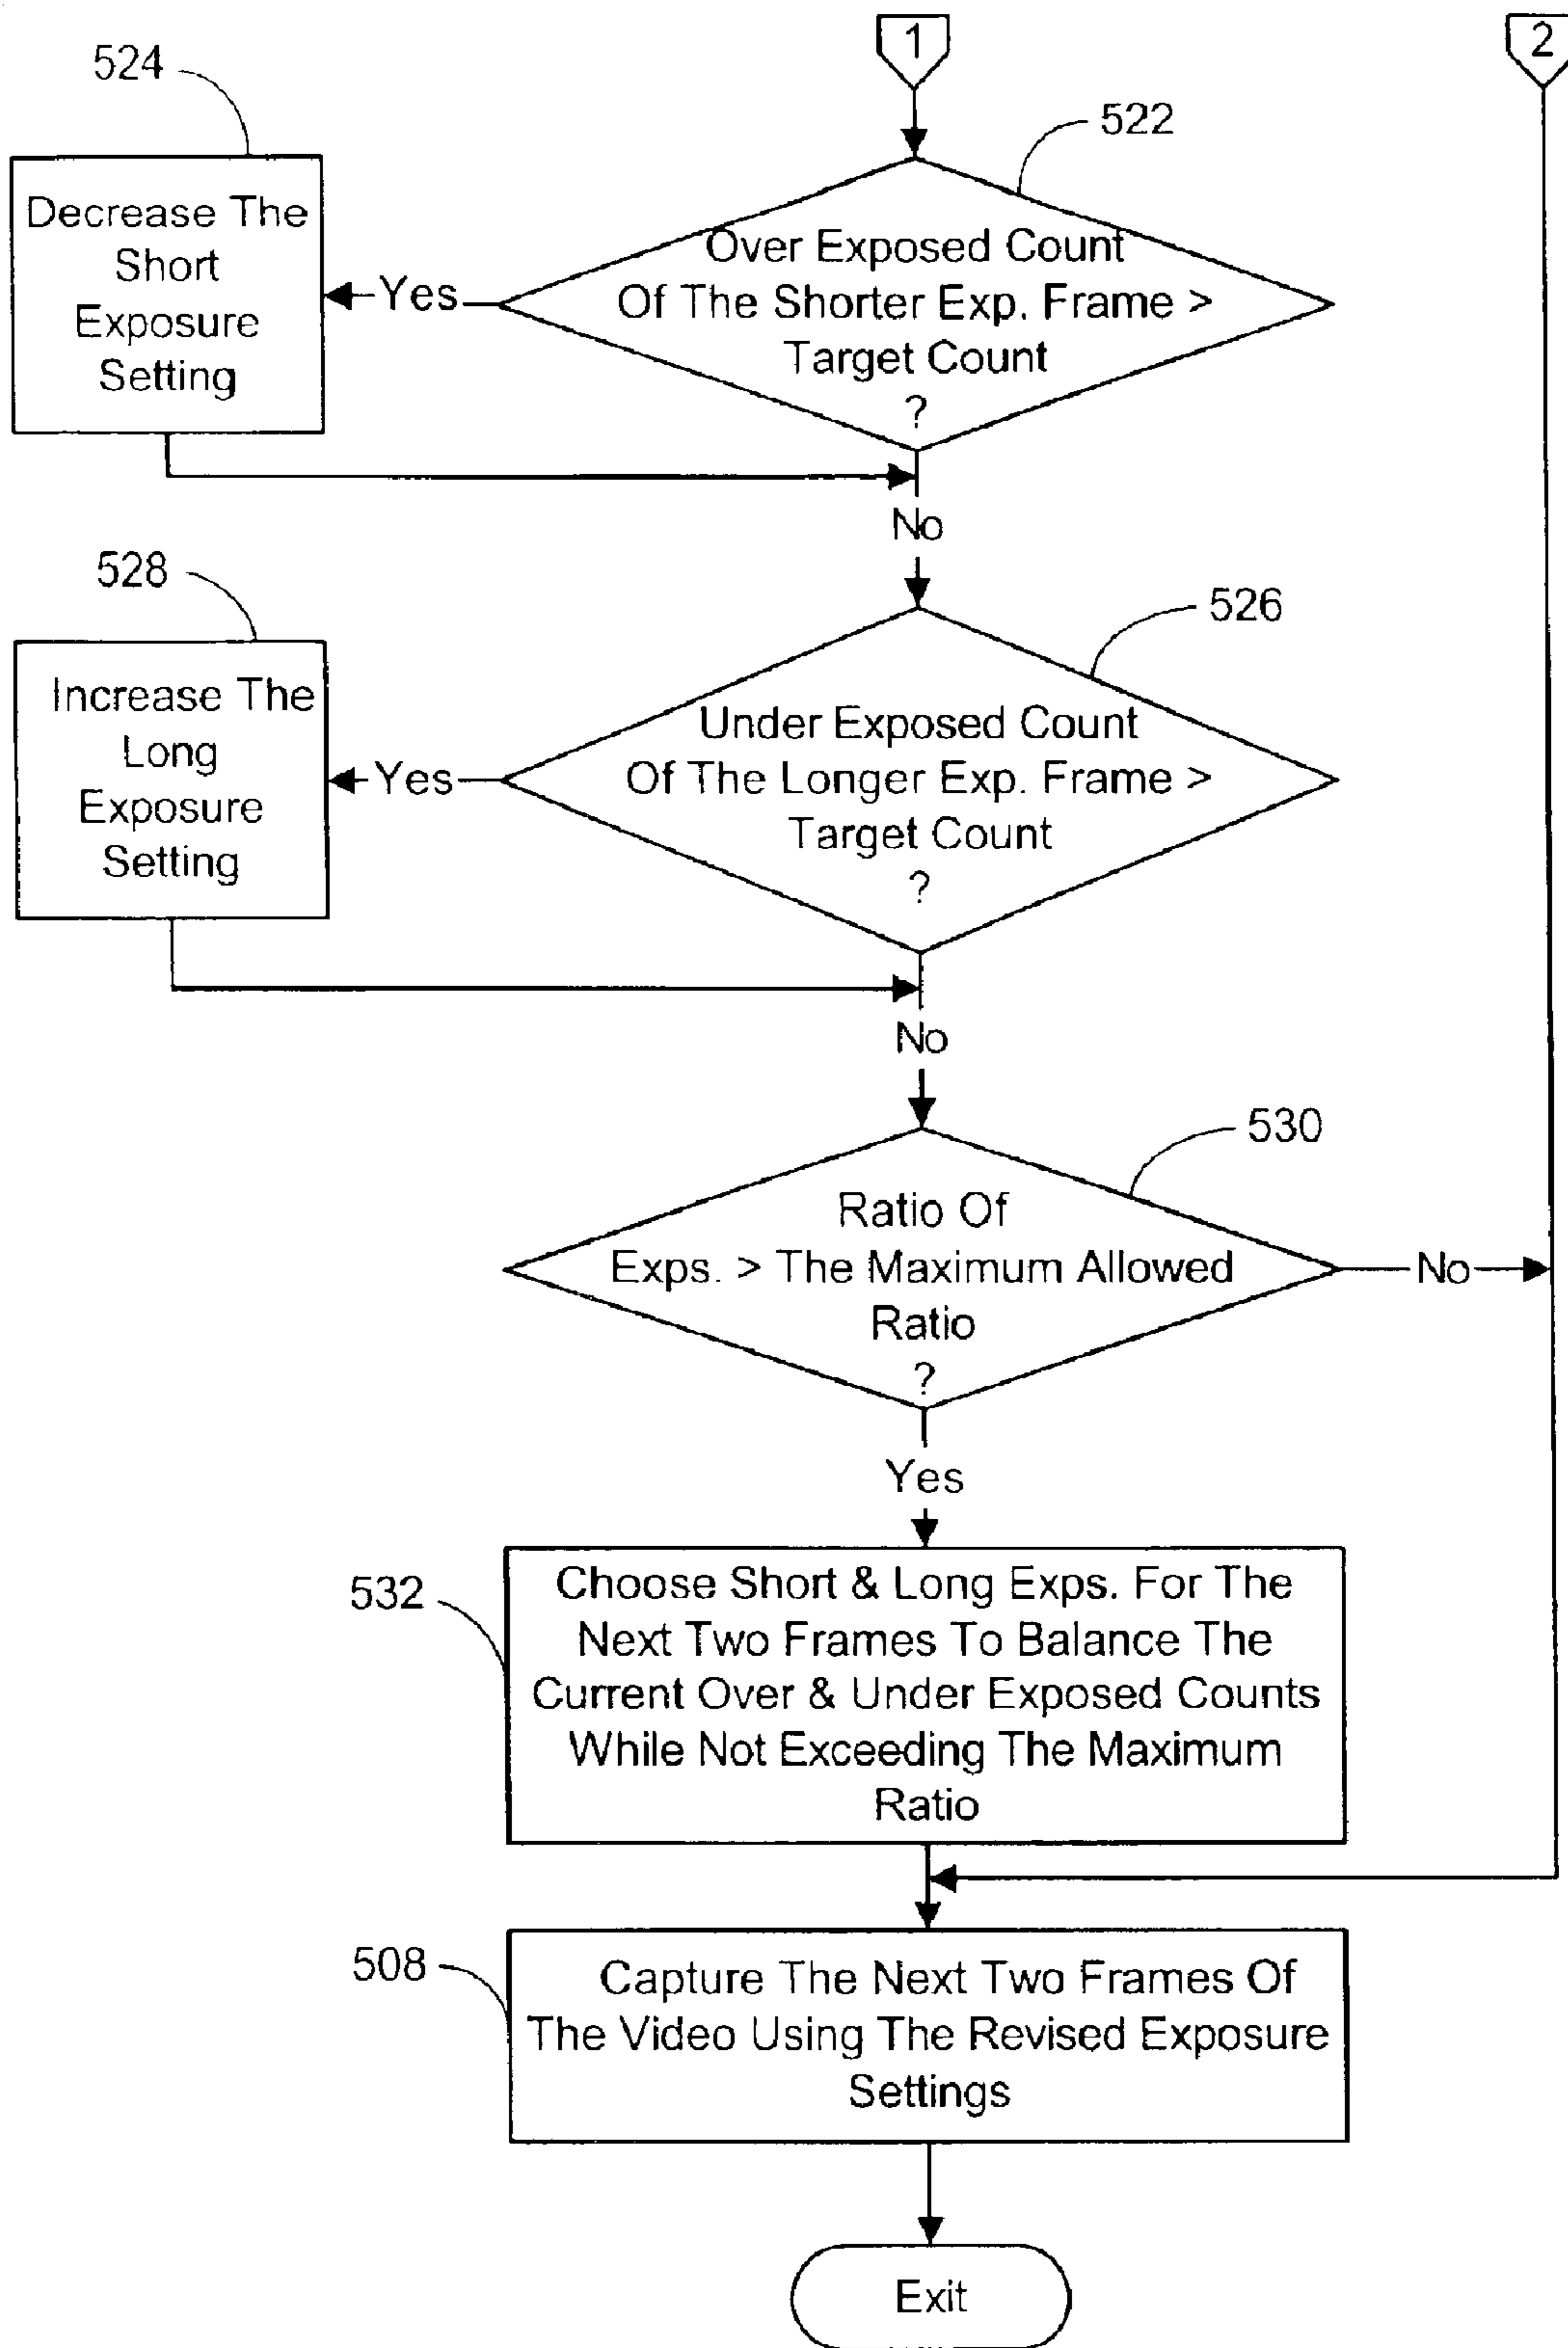 1
2
524
522
Decrease The
Short
Exposure
Setting
Yes
Over Exposed Count
Of The Shorter Exp. Frame >
Target Count
?
No
528
526
Increase The
Long
Exposure
Setting
Yes
Under Exposed Count
Of The Longer Exp. Frame >
Target Count
?
No
530
Ratio Of
Exps. > The Maximum Allowed
Ratio
?
No
Yes
532
Choose Short & Long Exps. For The
Next Two Frames To Balance The
Current Over & Under Exposed Counts
While Not Exceeding The Maximum
Ratio
508
Capture The Next Two Frames Of
The Video Using The Revised Exposure
Settings
Exit